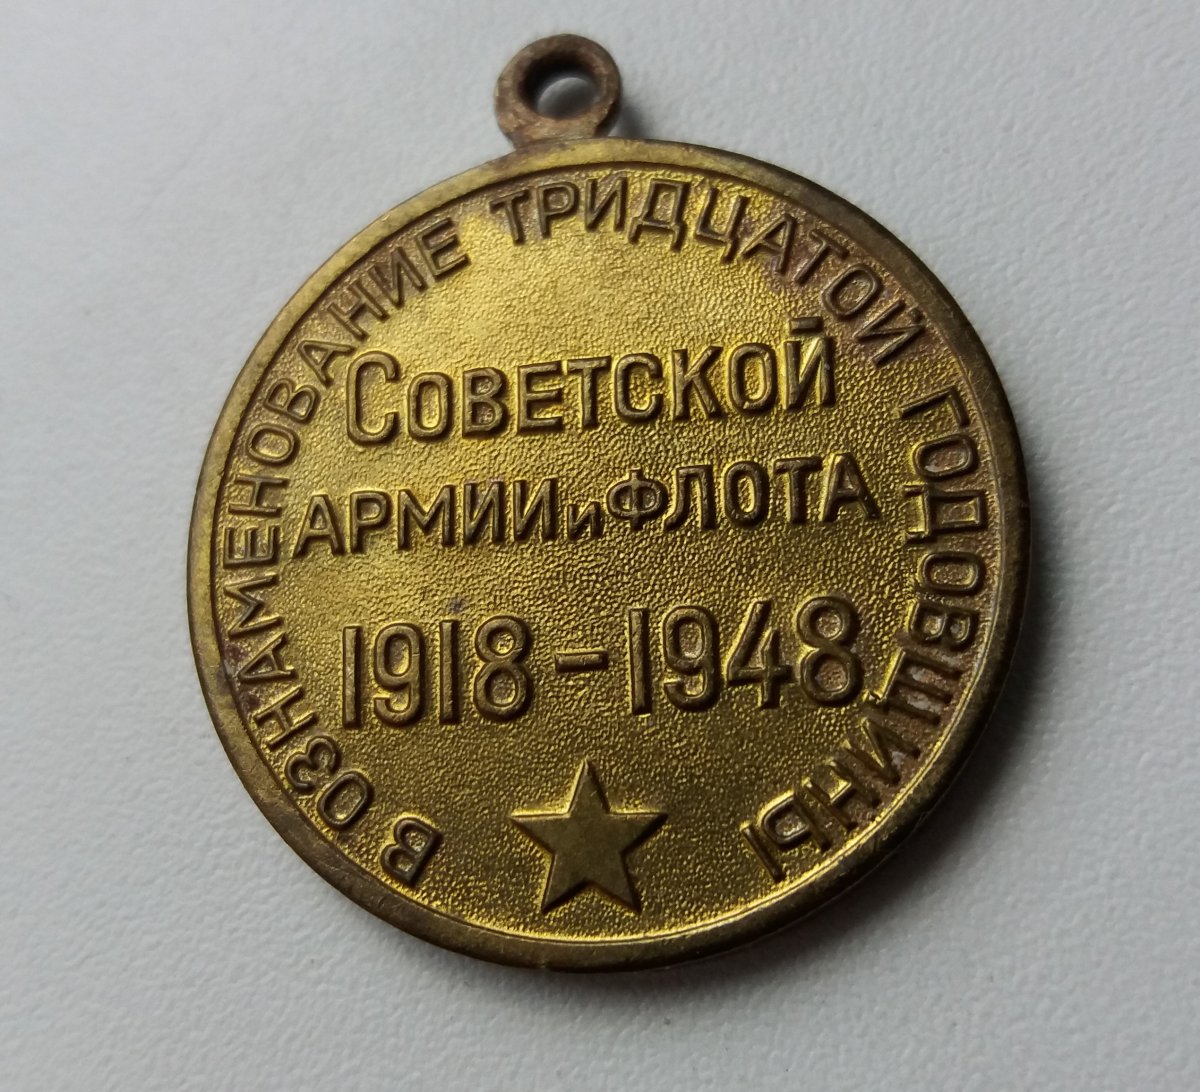 В ОЗНАМЕНОВАНИЕ ТРИДЦАТОЙ ГОДОВЩИНЫ
СОВЕТСКОЙ
АРМИИ и ФЛОТА
1918-1948